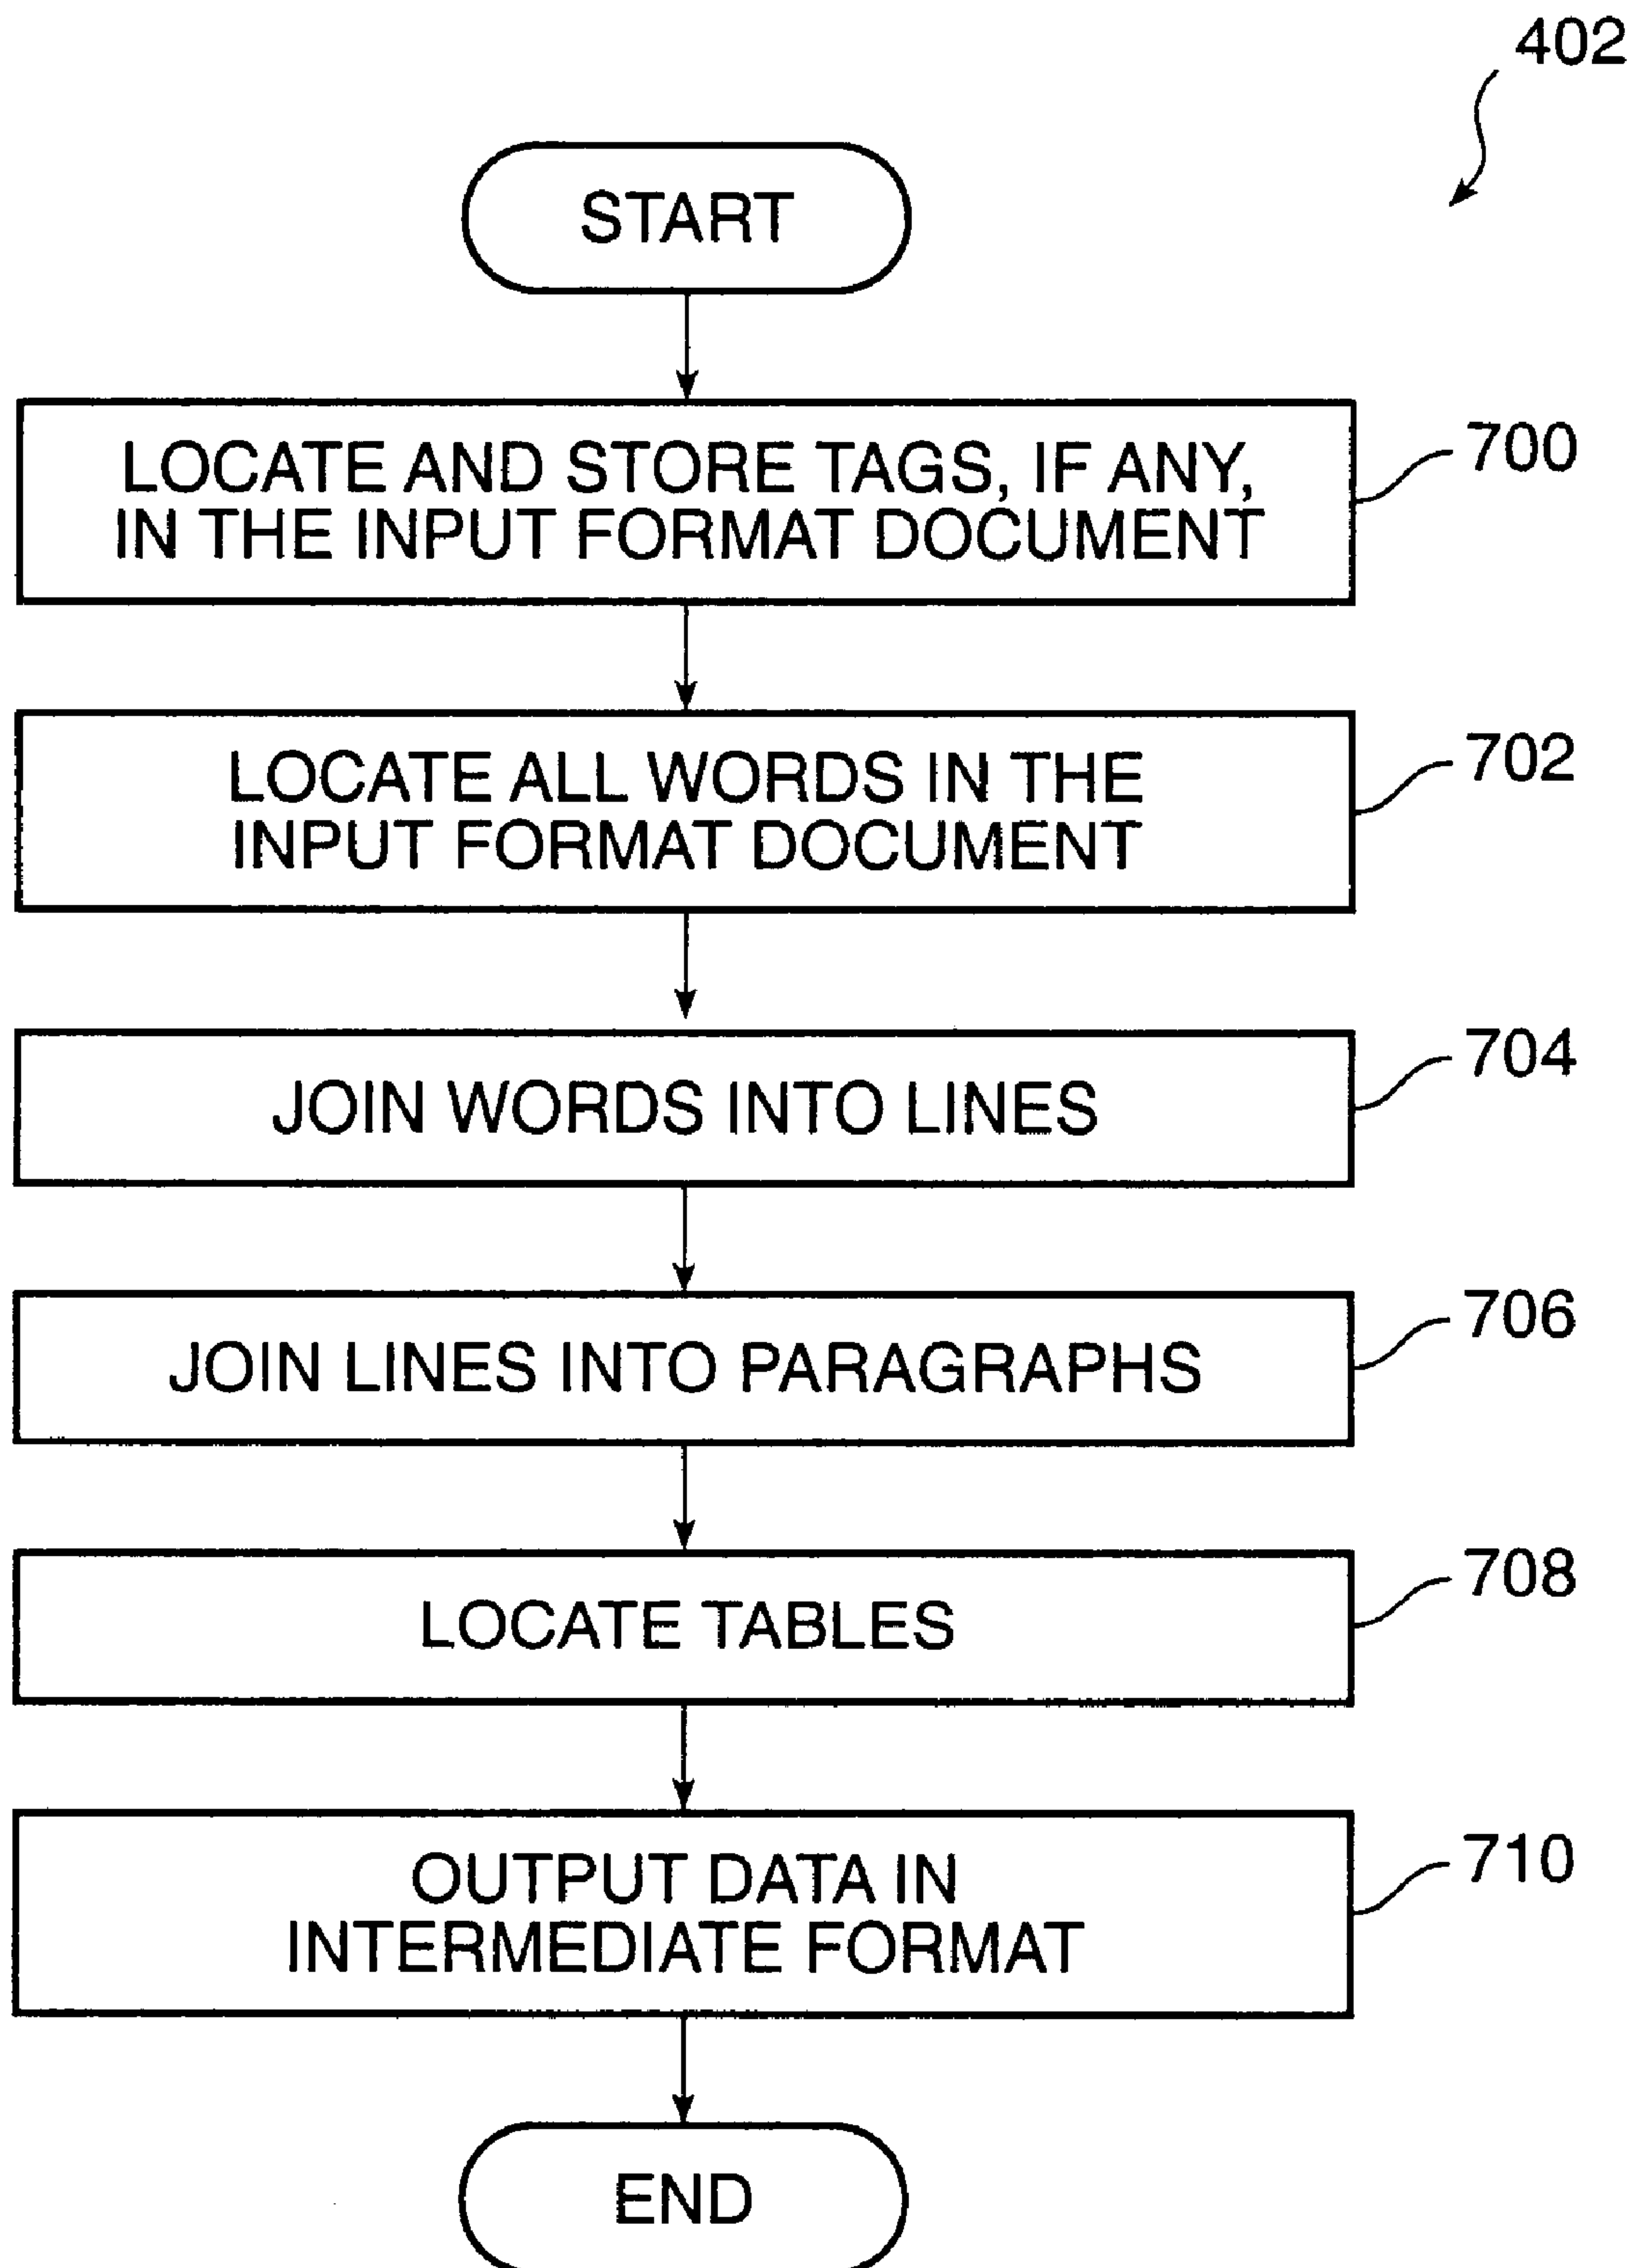 402
START
LOCATE AND STORE TAGS, IF ANY,
IN THE INPUT FORMAT DOCUMENT
700
LOCATE ALL WORDS IN THE
INPUT FORMAT DOCUMENT
702
JOIN WORDS INTO LINES
704
JOIN LINES INTO PARAGRAPHS
706
LOCATE TABLES
708
OUTPUT DATA IN
INTERMEDIATE FORMAT
710
END